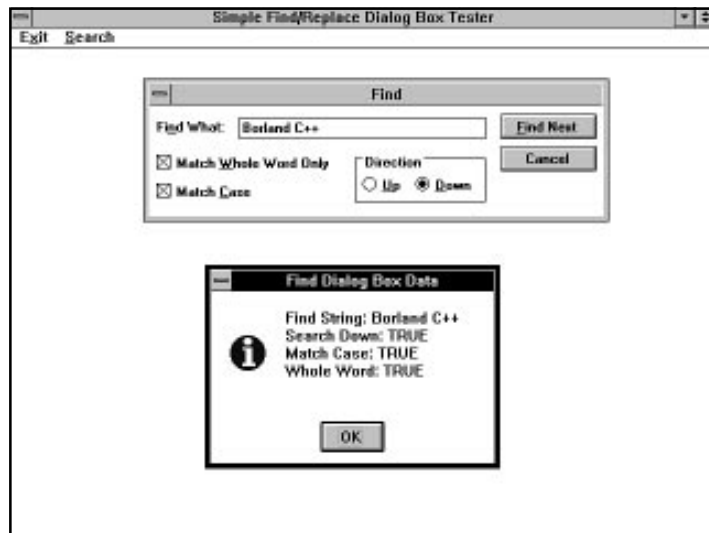 Simple Find/Replace Dialog Box Tester
Exit Search
Find
Find What: Borland C++
Find Next
Match Whole Word Only
Direction
Cancel
Up Down
Match Case
Find Dialog Box Data
Find String: Borland C++
Search Down: TRUE
Match Case: TRUE
Whole Word: TRUE
OK